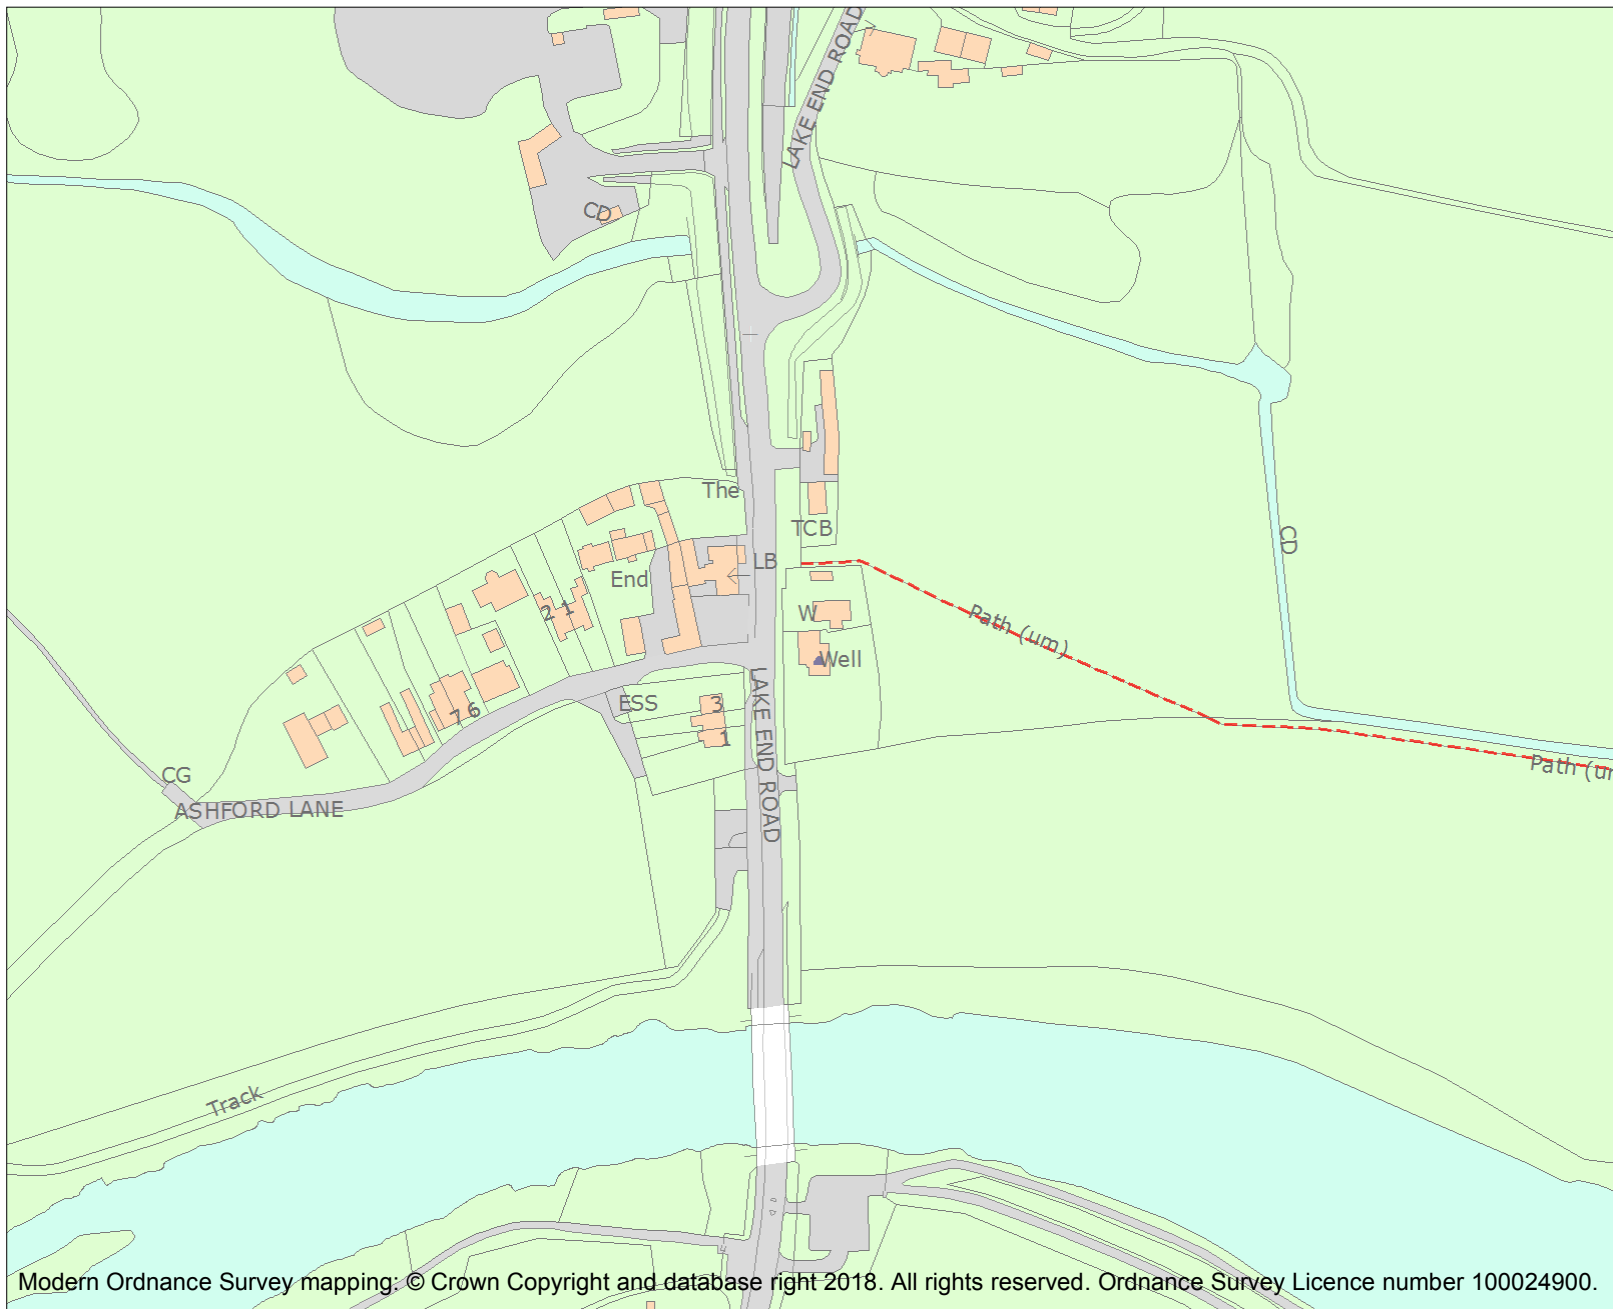 LAKE END ROAD
CD
The
TCB
CD
LB
End
2 1
W
Path (um)
Well
ESS
3
7 6
1
LAKE END ROAD
Path (ur
CG
ASHFORD LANE
Track
Modern Ordnance Survey mapping: © Crown Copyright and database right 2018. All rights reserved. Ordnance Survey Licence number 100024900.